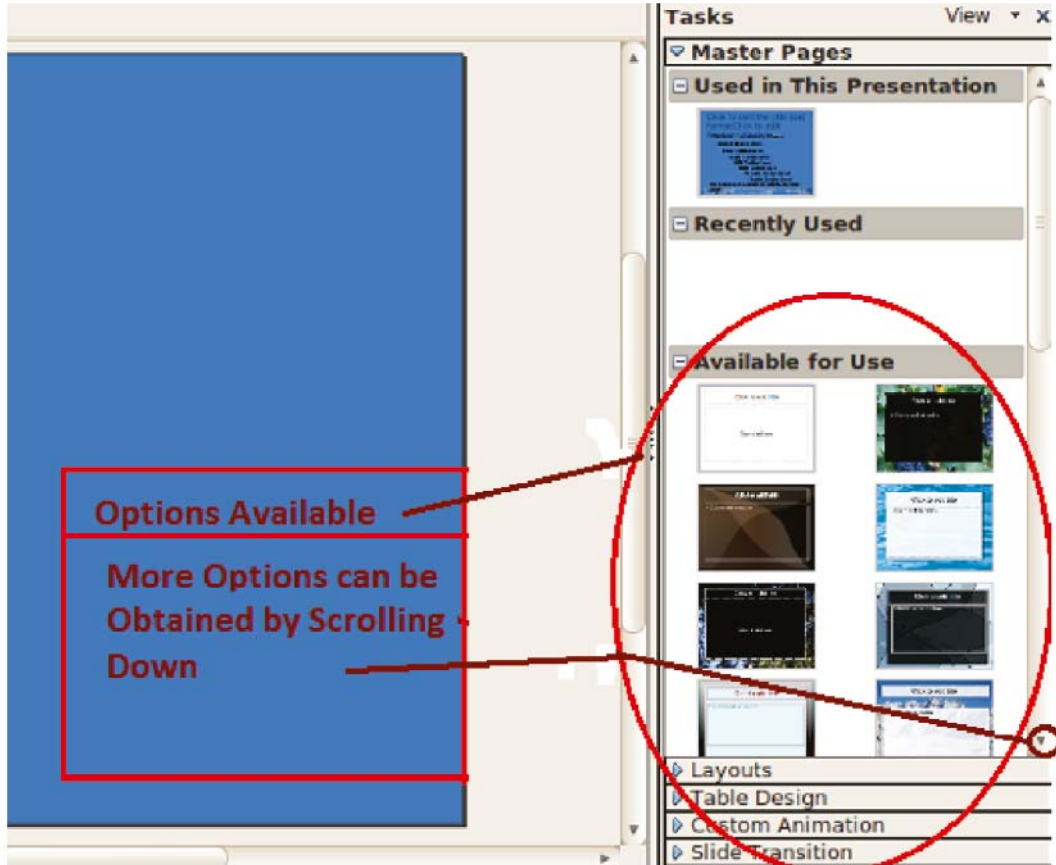 Tasks View
Master Pages
Used in This Presentation
Recently Used
Available for Use
Options Available
More Options can be
Obtained by Scrolling
Down
Layouts
Table Design
Custom Animation
Slide Transition